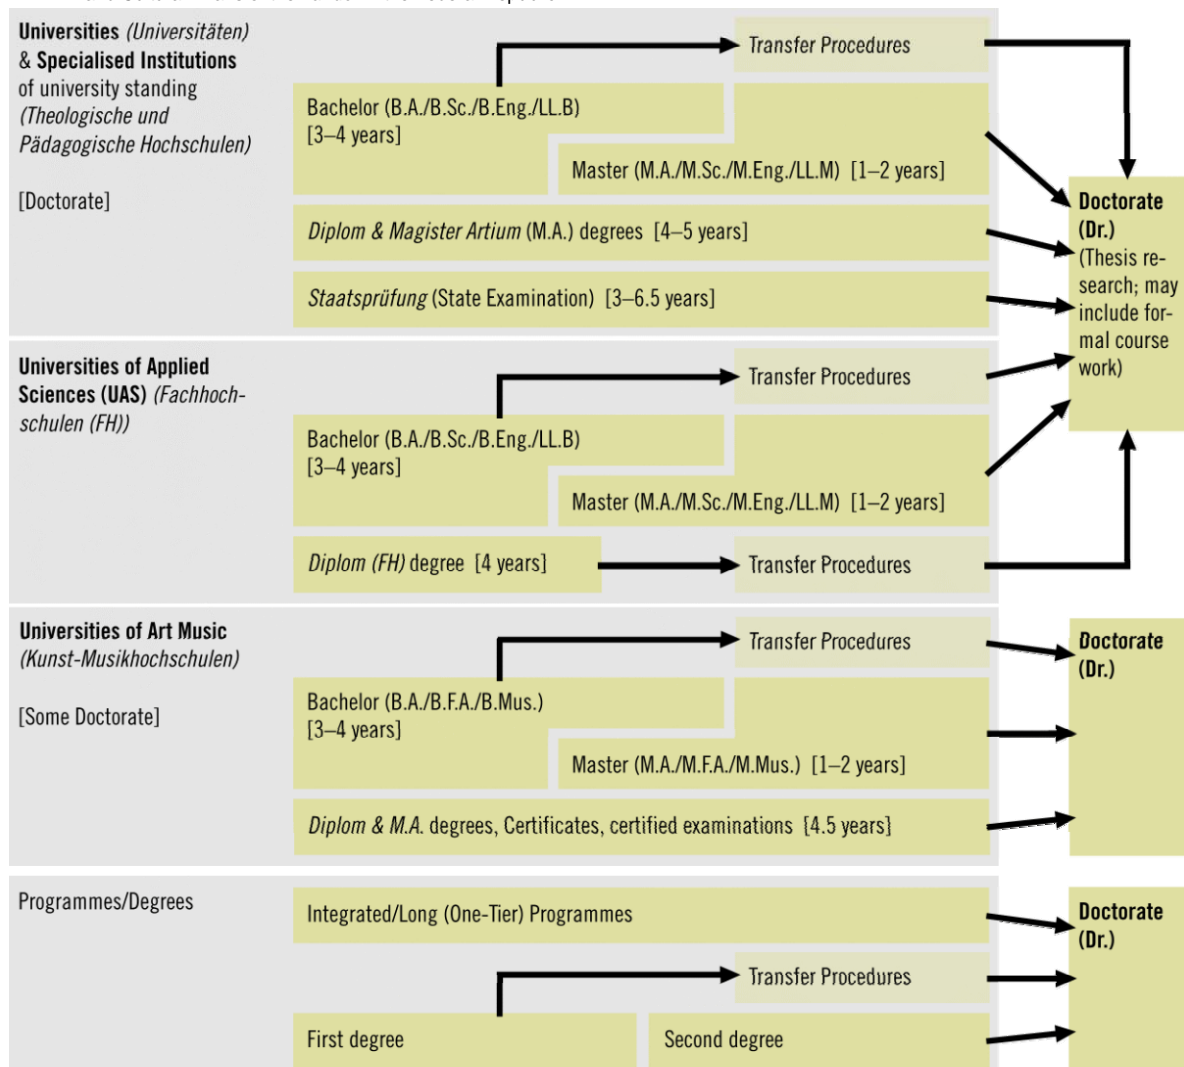 Universities (Universitäten)
& Specialised Institutions
of university standing
(Theologische und
Pädagogische Hochschulen)
[Doctorate]
Transfer Procedures
Bachelor (B.A./B.Sc./B.Eng./LL.B)
[3–4 years]
Master (M.A./M.Sc./M.Eng./LL.M) [1–2 years]
Diplom & Magister Artium (M.A.) degrees [4–5 years]
Staatsprüfung (State Examination) [3–6.5 years]
Doctorate
(Dr.)
(Thesis re-
search; may
include for-
mal course
work)
Universities of Applied
Sciences (UAS) (Fachhoch-
schulen (FH))
Transfer Procedures
Bachelor (B.A./B.Sc./B.Eng./LL.B)
[3–4 years]
Master (M.A./M.Sc./M.Eng./LL.M) [1–2 years]
Diplom (FH) degree [4 years]
Transfer Procedures
Universities of Art Music
(Kunst-Musikhochschulen)
[Some Doctorate]
Transfer Procedures
Bachelor (B.A./B.F.A./B.Mus.)
[3–4 years]
Master (M.A./M.F.A./M.Mus.) [1–2 years]
Diplom & M.A. degrees, Certificates, certified examinations [4.5 years]
Doctorate
(Dr.)
Programmes/Degrees
Integrated/Long (One-Tier) Programmes
Transfer Procedures
First degree
Second degree
Doctorate
(Dr.)